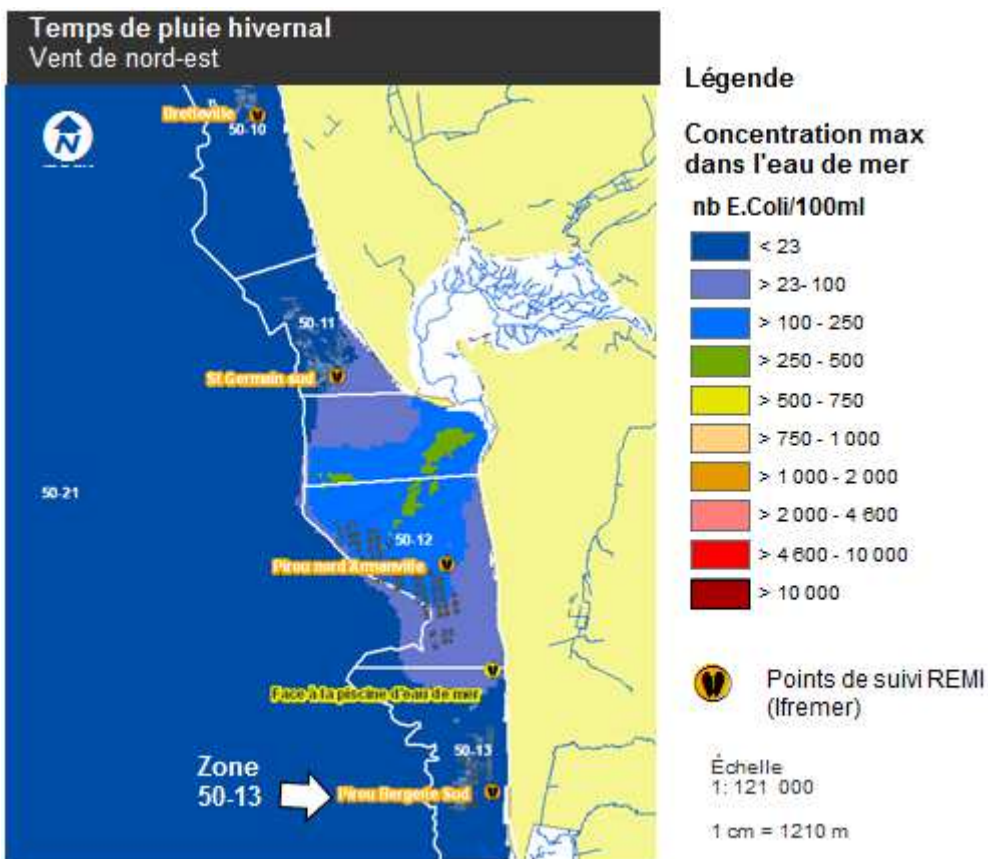 Temps de pluie hivernal
Vent de nord-est
N
Bretteville
50-10
50-11
St Germain sud
50-21
50-12
Pirou nord Armanville
Face à la piscine d'eau de mer
50-13
Zone
50-13
Pirou Bergerie Sud
Légende
Concentration max
dans l'eau de mer
nb E.Coli/100ml
< 23
> 23- 100
> 100 - 250
> 250 - 500
> 500 - 750
> 750 - 1 000
> 1 000 - 2 000
> 2 000 - 4 600
> 4 600 - 10 000
> 10 000
Points de suivi REMI
(Ifremer)
Échelle
1: 121 000
1 cm = 1210 m